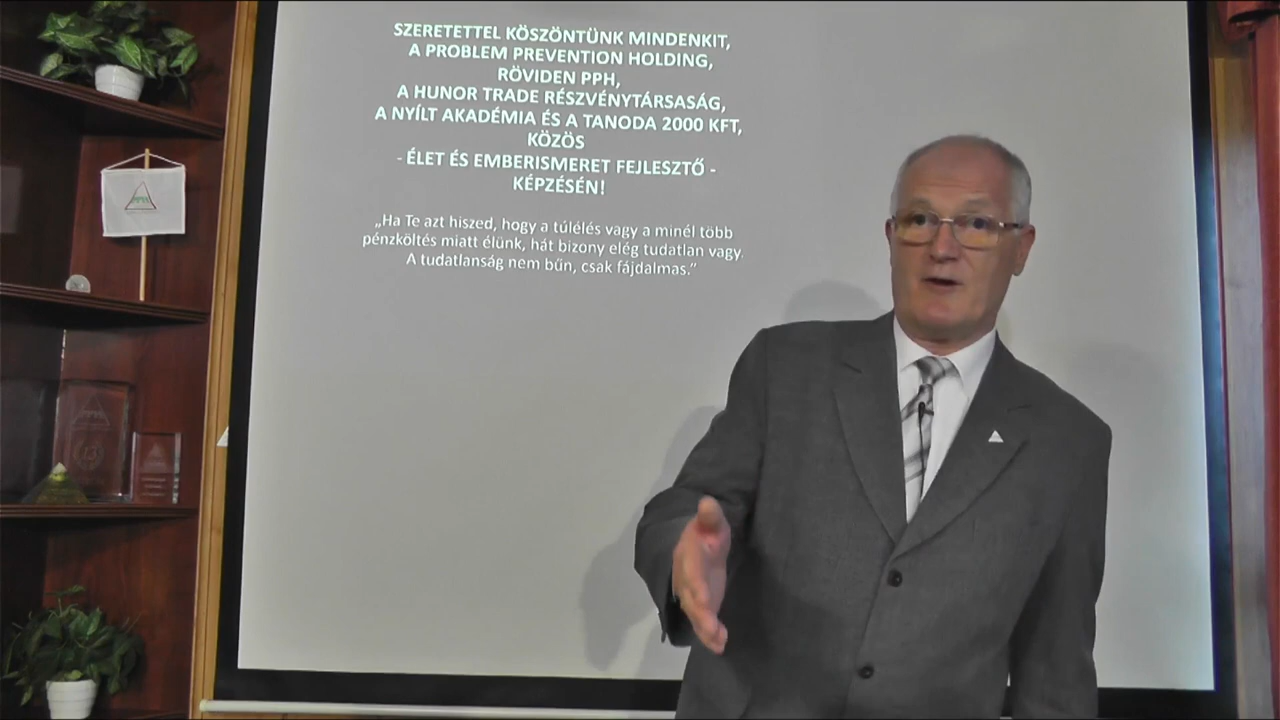 SZERETETTEL KÖSZÖNTÜNK MINDENKIT,
A PROBLEM PREVENTION HOLDING,
RÖVIDEN PPH,
A HUNOR TRADE RÉSZVÉNYTÁRSASÁG,
A NYÍLT AKADÉMIA ÉS A TANODA 2000 KFT,
KÖZÖS
- ÉLET ÉS EMBERISMERET FEJLESZTŐ -
KÉPZÉSÉN!
„Ha Te azt hiszed, hogy a túlélés vagy a minél több
pénzköltés miatt élünk, hát bizony elég tudatlan vagy.
A tudatlanság nem bűn, csak fájdalmas.”